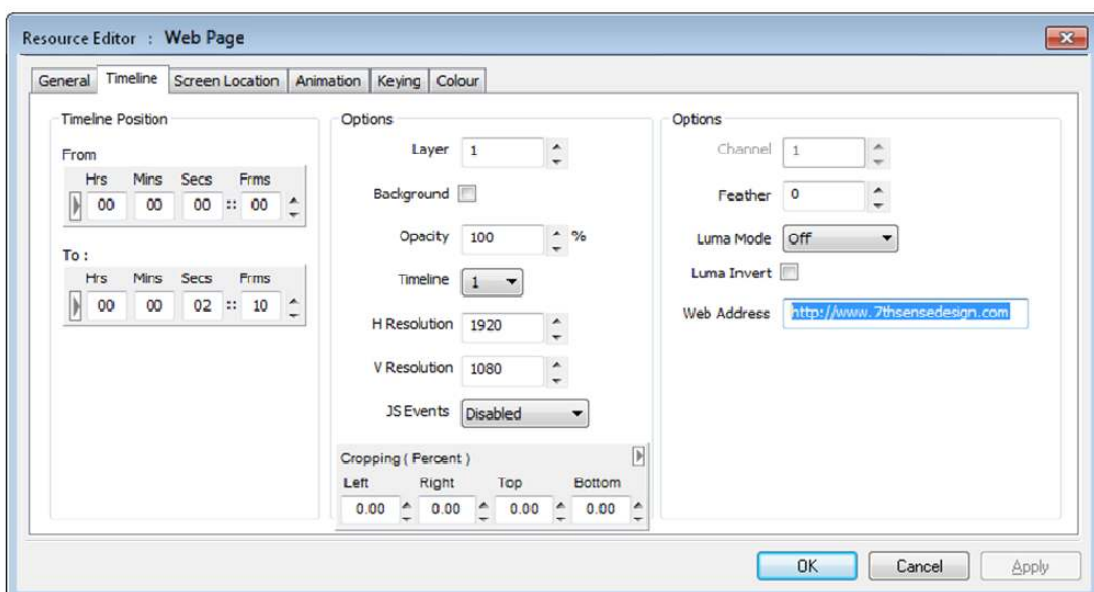 Resource Editor : Web Page
General Timeline Screen Location Animation Keying Colour
Timeline Position
From
Hrs Mins Secs Frms
00 00 00 :: 00
To :
Hrs Mins Secs Frms
00 00 02 :: 10
Options
Layer 1
Background
Opacity 100 %
Timeline 1
H Resolution 1920
V Resolution 1080
JS Events Disabled
Cropping ( Percent )
Left Right Top Bottom
0.00 0.00 0.00 0.00
Options
Channel 1
Feather 0
Luma Mode Off
Luma Invert
Web Address http://www.7thsensedesign.com
OK Cancel Apply